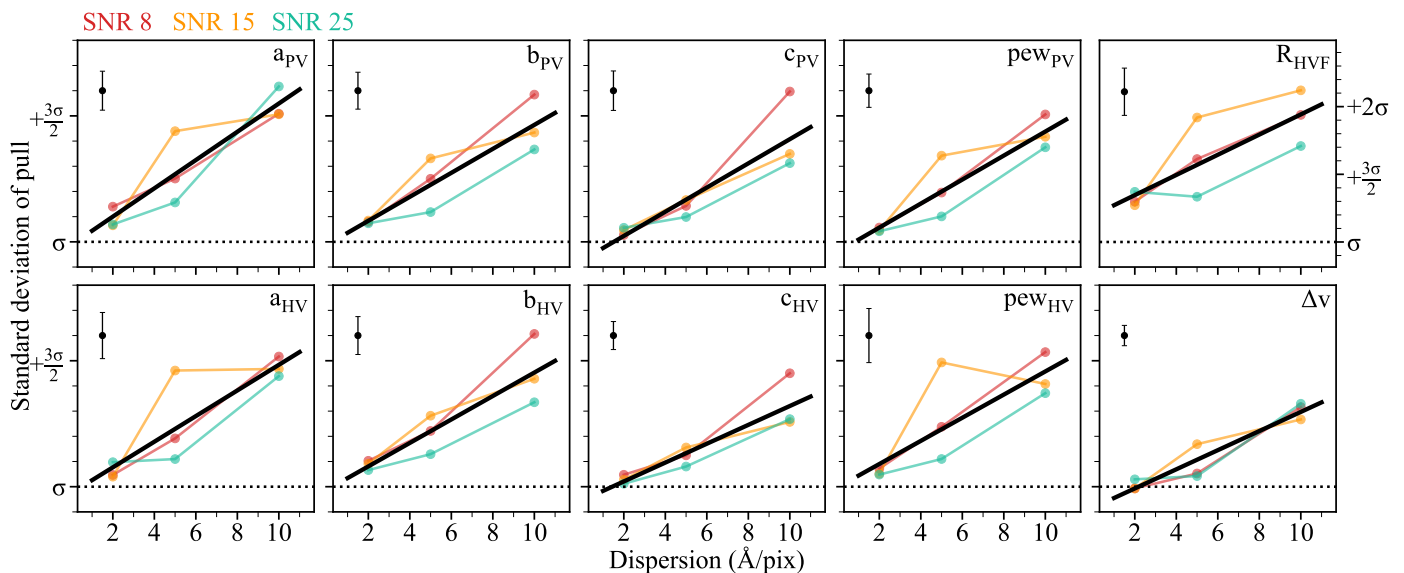 SNR 8 SNR 15 SNR 25
Standard deviation of pull
a_PV
b_PV
c_PV
pew_PV
R_HVF
+3σ/2
σ
+2σ
+3σ/2
σ
a_HV
b_HV
c_HV
pew_HV
Δv
+3σ/2
σ
2 4 6 8 10
2 4 6 8 10
2 4 6 8 10
2 4 6 8 10
2 4 6 8 10
Dispersion (Å/pix)